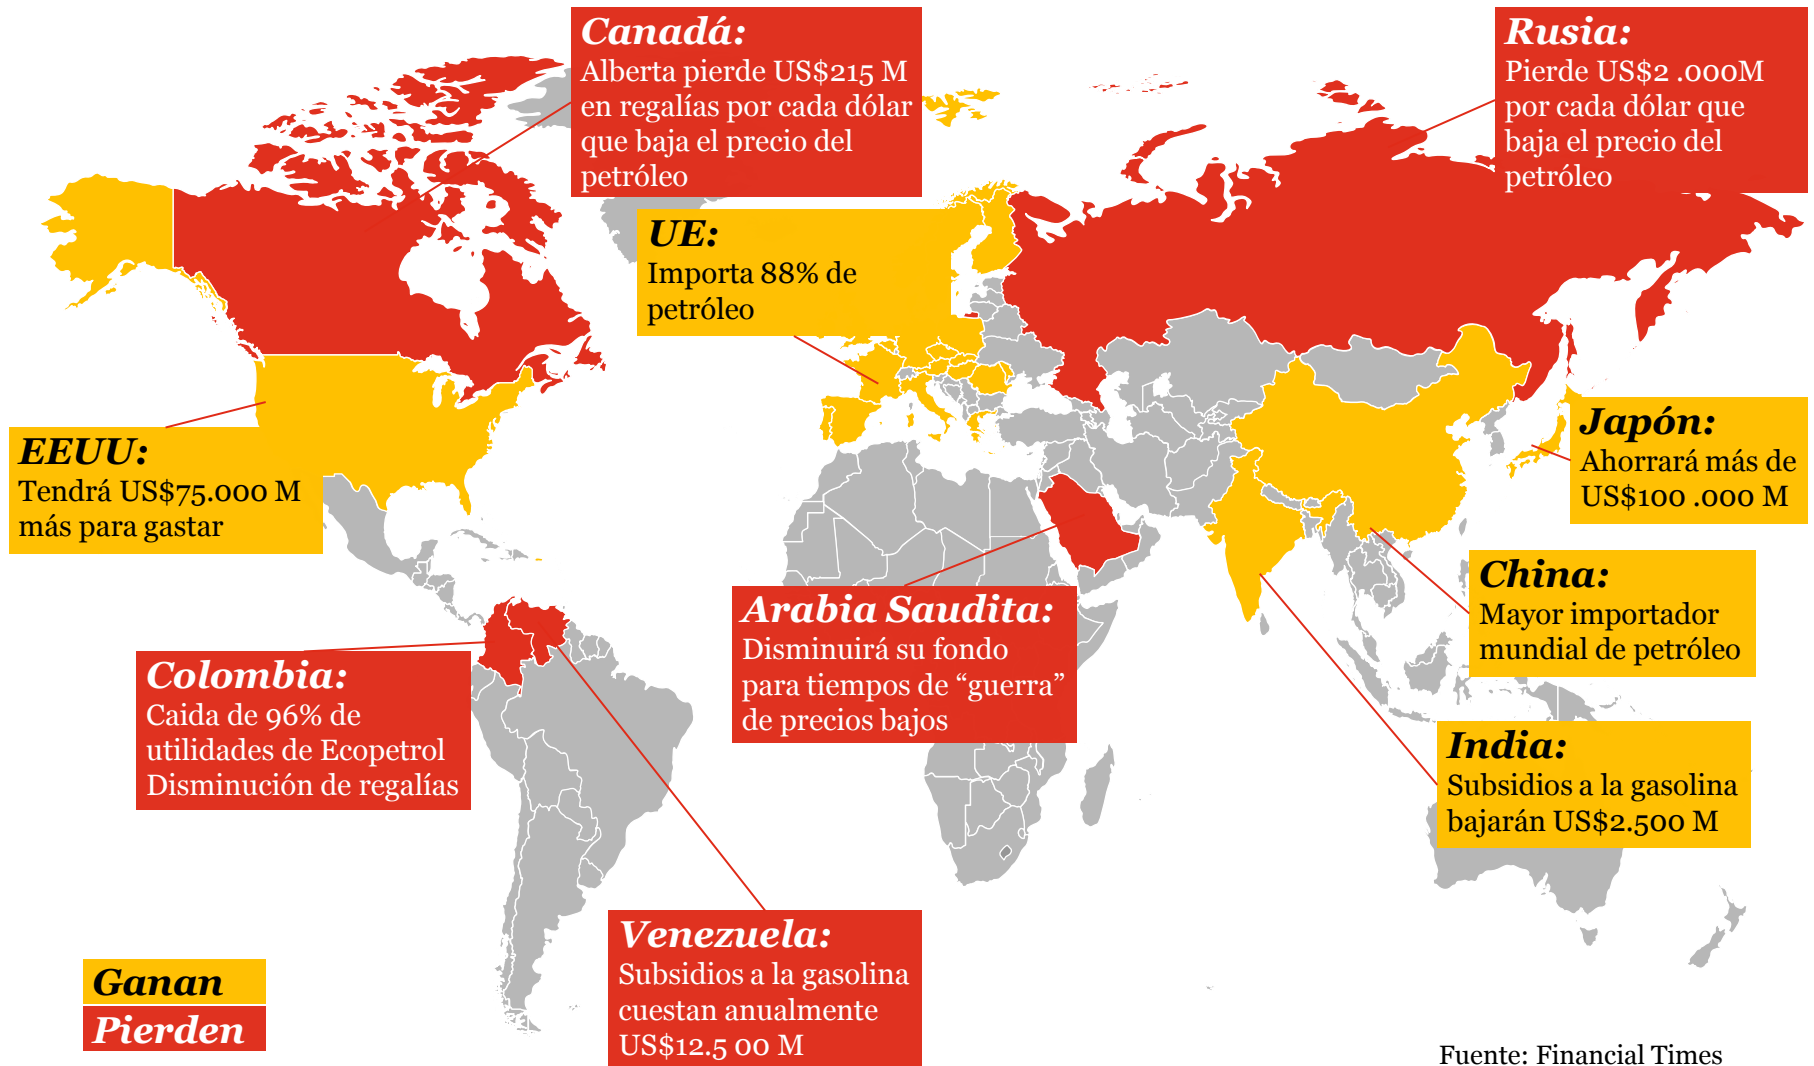 Canadá:
Alberta pierde US$215 M
en regalías por cada dólar
que baja el precio del
petróleo
Rusia:
Pierde US$2 .000M
por cada dólar que
baja el precio del
petróleo
UE:
Importa 88% de
petróleo
EEUU:
Tendrá US$75.000 M
más para gastar
Japón:
Ahorrará más de
US$100 .000 M
China:
Mayor importador
mundial de petróleo
Arabia Saudita:
Disminuirá su fondo
para tiempos de “guerra”
de precios bajos
Colombia:
Caida de 96% de
utilidades de Ecopetrol
Disminución de regalías
India:
Subsidios a la gasolina
bajarán US$2.500 M
Venezuela:
Subsidios a la gasolina
cuestan anualmente
US$12.5 00 M
Ganan
Pierden
Fuente: Financial Times